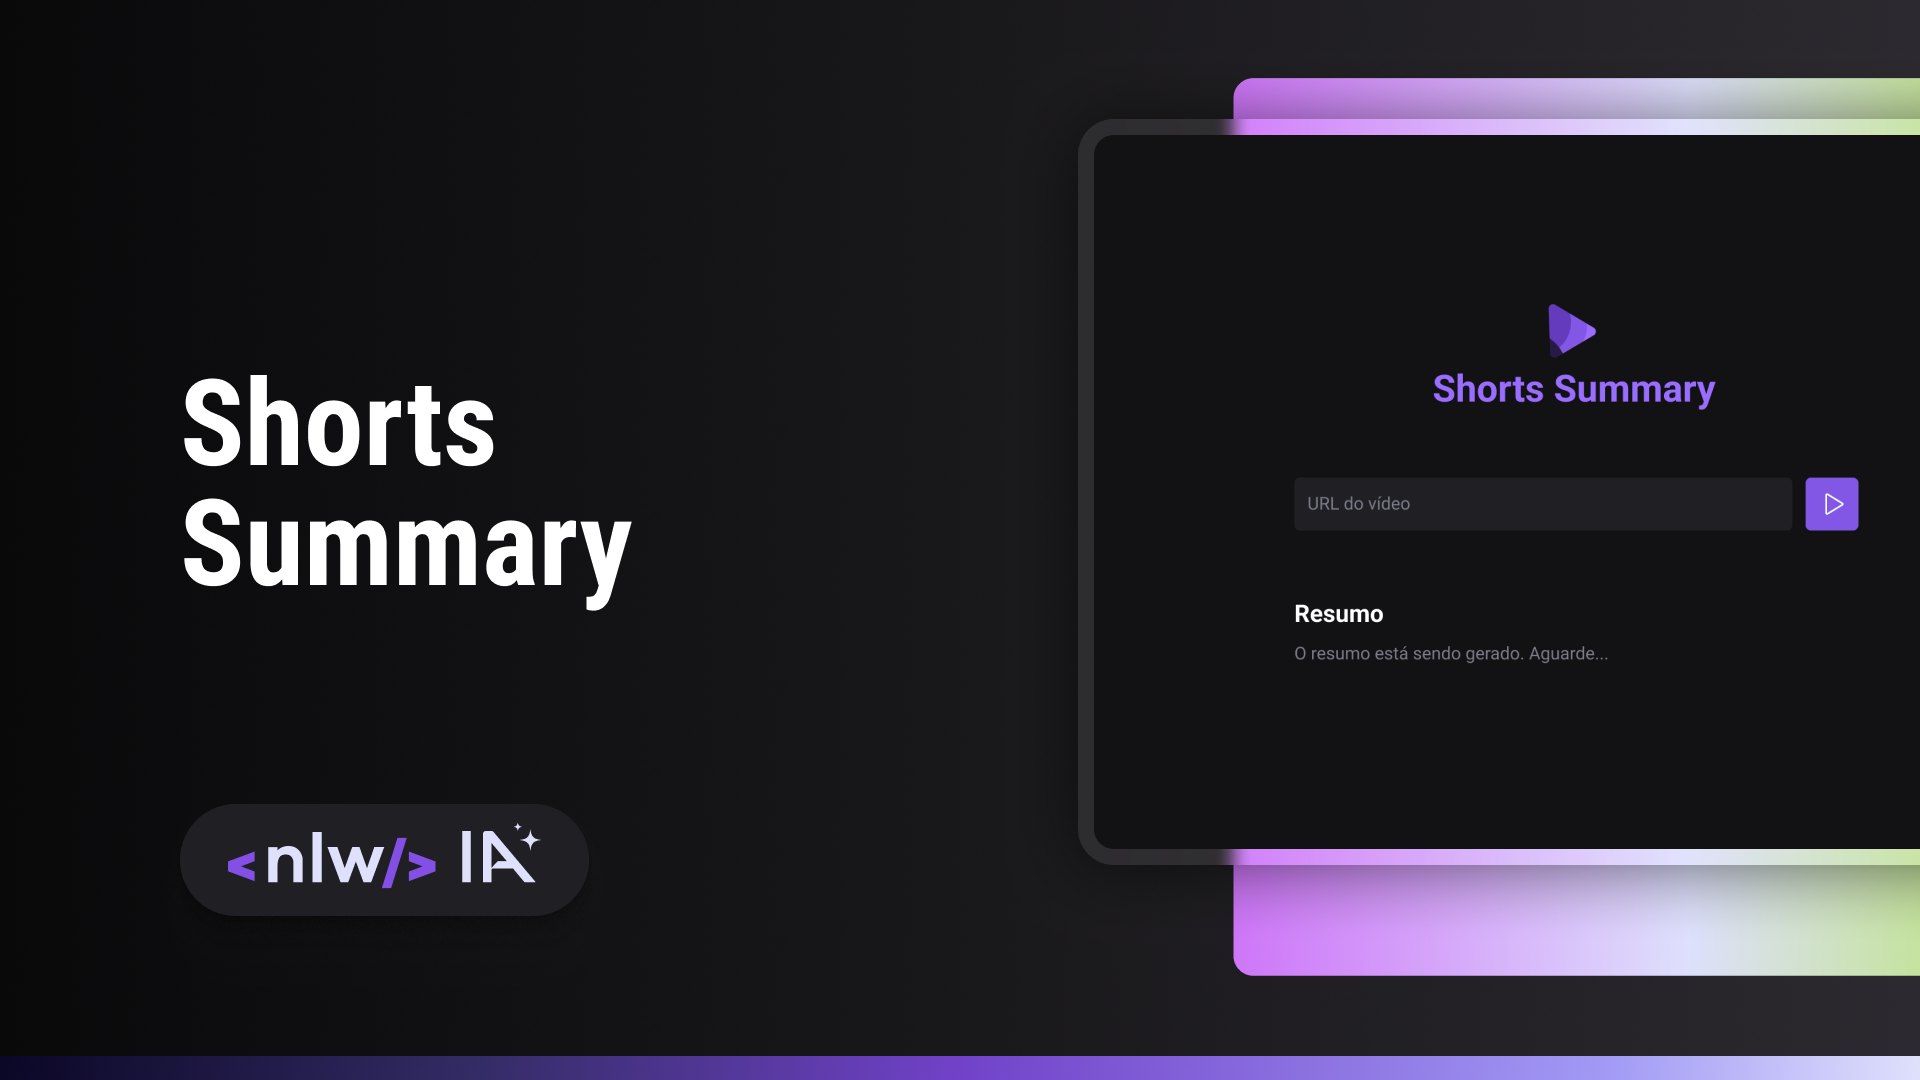 Shorts
Summary
<nlw/> IA
Shorts Summary
URL do vídeo
Resumo
O resumo está sendo gerado. Aguarde...